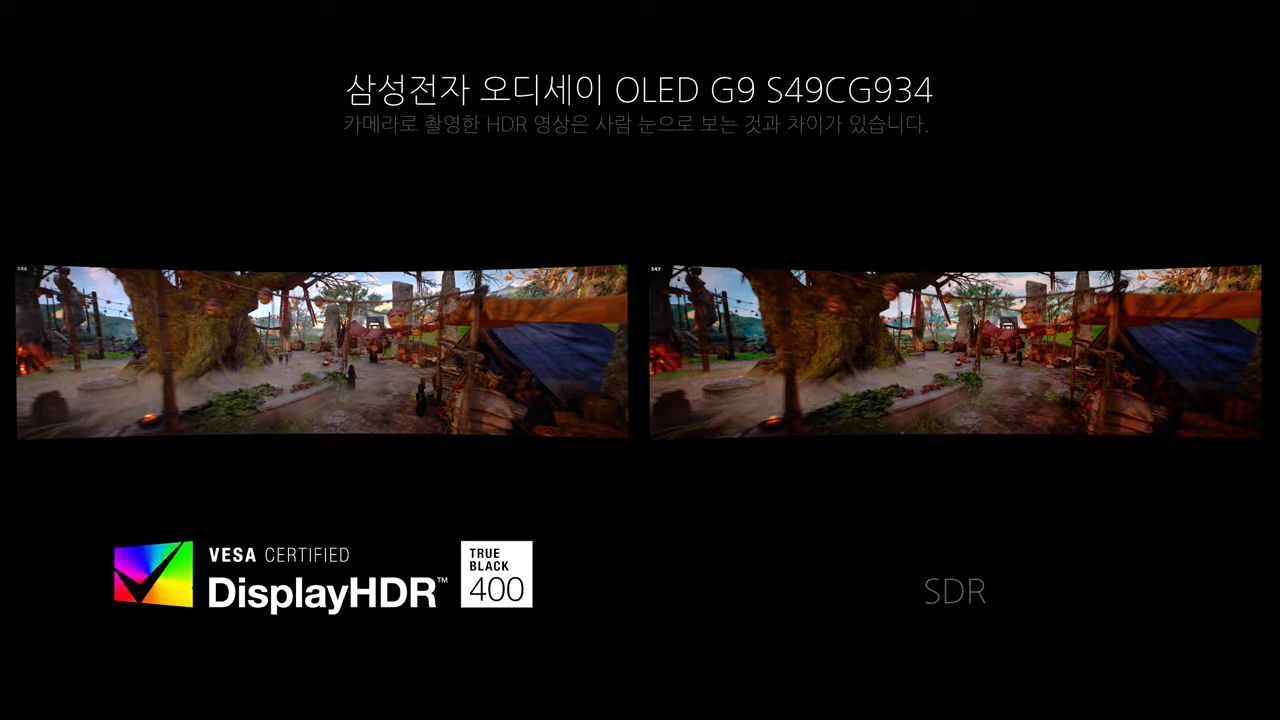 삼성전자 오디세이 OLED G9 S49CG934
카메라로 촬영한 HDR 영상은 사람 눈으로 보는 것과 차이가 있습니다.
146
147
VESA CERTIFIED
DisplayHDR™
TRUE
BLACK
400
SDR